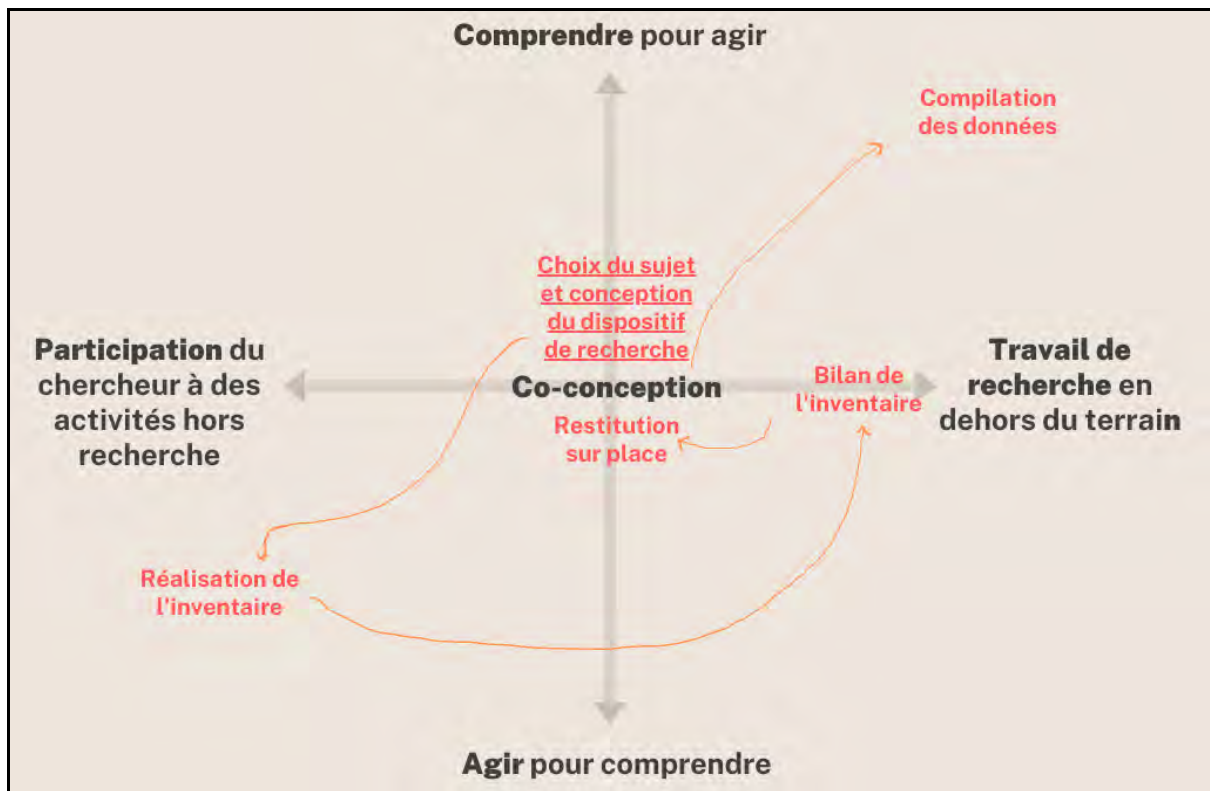 Comprendre pour agir
Compilation
des données
Choix du sujet
et conception
du dispositif
de recherche
Participation du
chercheur à des
activités hors
recherche
Co-conception
Restitution
sur place
Bilan de
l'inventaire
Travail de
recherche en
dehors du terrain
Réalisation de
l'inventaire
Agir pour comprendre